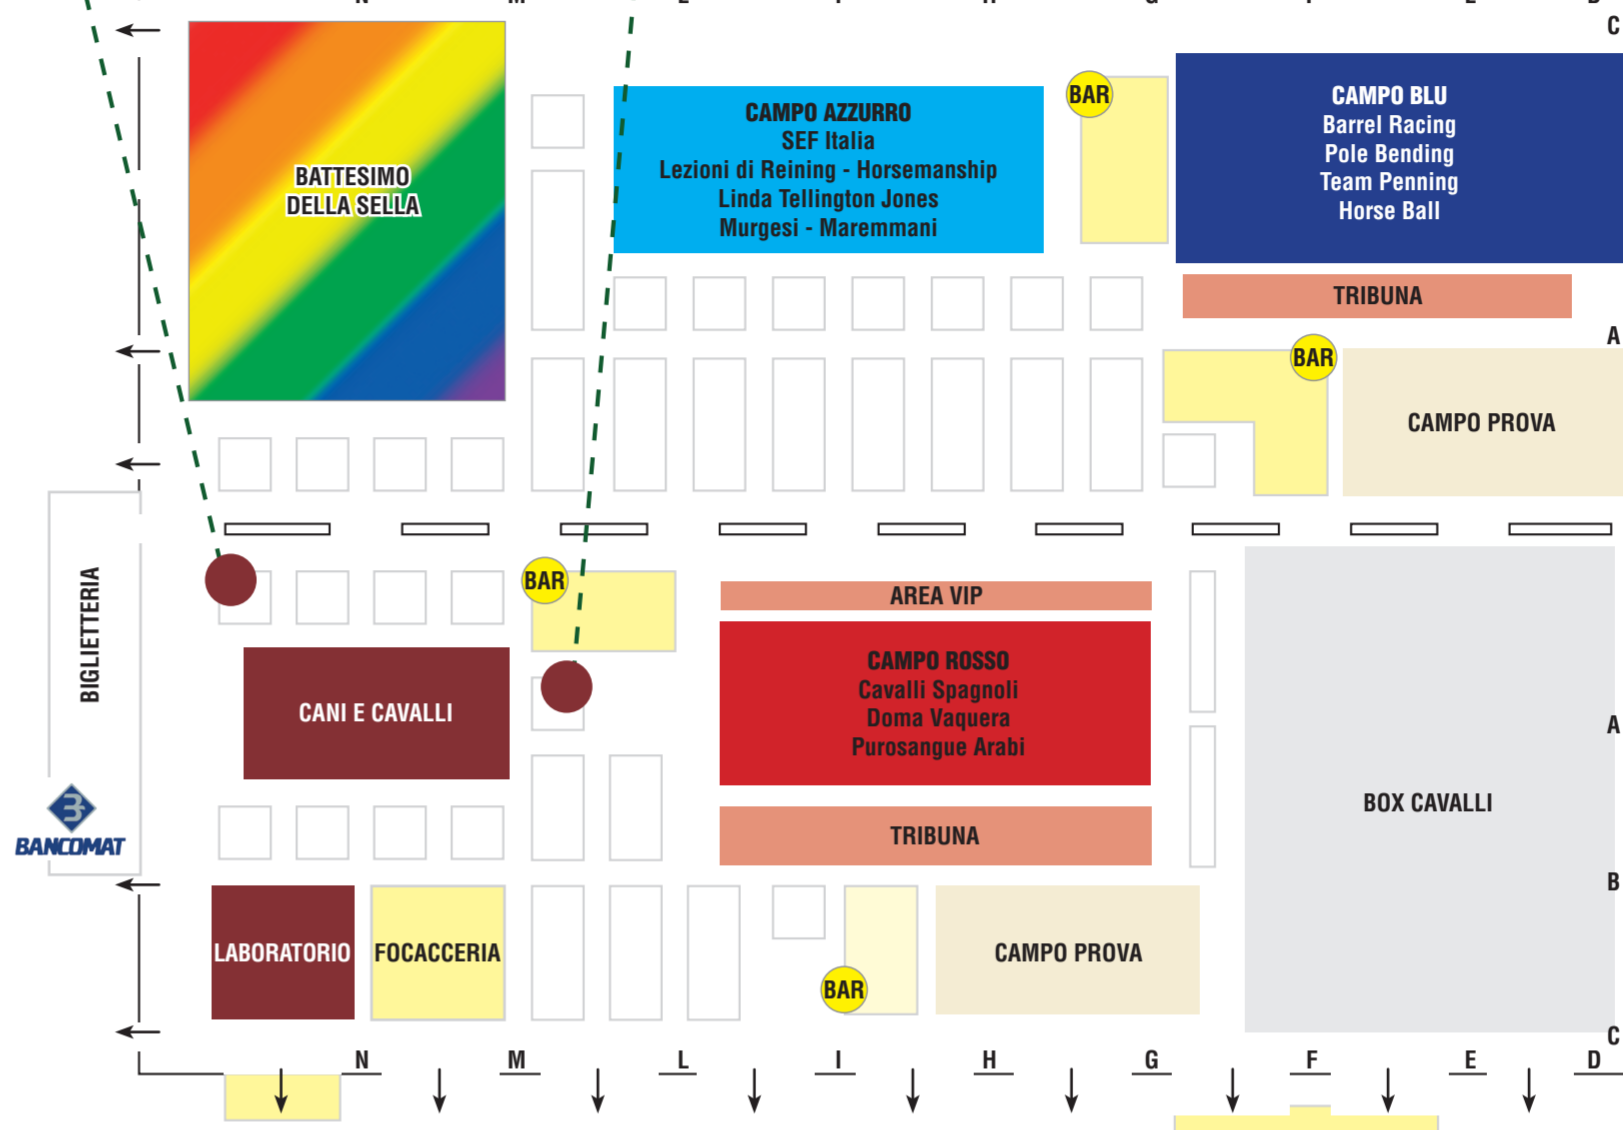 C
BATTESIMO
DELLA SELLA
CAMPO AZZURRO
SEF Italia
Lezioni di Reining - Horsemanship
Linda Tellington Jones
Murgesi - Maremmani
BAR
CAMPO BLU
Barrel Racing
Pole Bending
Team Penning
Horse Ball
TRIBUNA
A
BAR
CAMPO PROVA
BIGLIETTERIA
BAR
AREA VIP
CAMPO ROSSO
Cavalli Spagnoli
Doma Vaquera
Purosangue Arabi
CANI E CAVALLI
A
BOX CAVALLI
BANCOMAT
TRIBUNA
B
LABORATORIO
FOCACCERIA
BAR
CAMPO PROVA
C
N M L I H G F E D